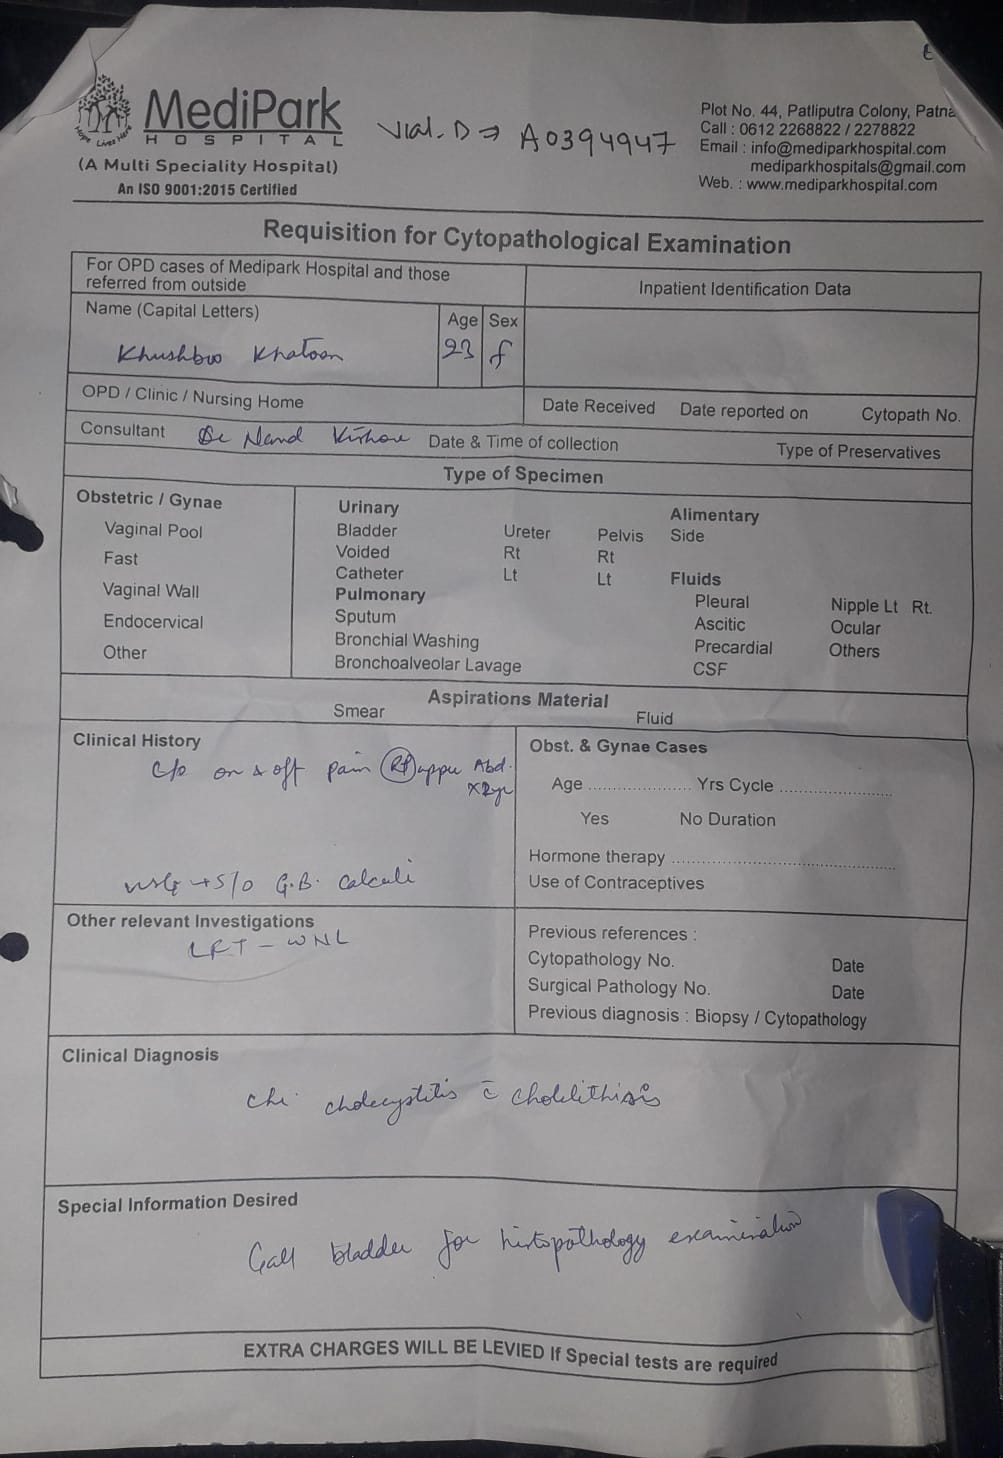 MediPark
HOSPITAL
Hope Lives Here
(A Multi Speciality Hospital)
An ISO 9001:2015 Certified
Vial. D → A0394947
Plot No. 44, Patliputra Colony, Patna
Call : 0612 2268822 / 2278822
Email : info@mediparkhospital.com
mediparkhospitals@gmail.com
Web. : www.mediparkhospital.com
Requisition for Cytopathological Examination
For OPD cases of Medipark Hospital and those
referred from outside
Inpatient Identification Data
Name (Capital Letters) Age Sex
Khushboo Khatoon 23 f
OPD / Clinic / Nursing Home
Date Received Date reported on Cytopath No.
Consultant Dr Nand Kishore Date & Time of collection Type of Preservatives
Type of Specimen
Obstetric / Gynae
Vaginal Pool
Fast
Vaginal Wall
Endocervical
Other
Urinary
Bladder Ureter Pelvis
Voided Rt Rt
Catheter Lt Lt
Pulmonary
Sputum
Bronchial Washing
Bronchoalveolar Lavage
Alimentary
Side
Fluids
Pleural Nipple Lt Rt.
Ascitic Ocular
Precardial Others
CSF
Aspirations Material
Smear Fluid
Clinical History
c/o on & off pain Rt uppu Abd.
x2yr
USG → S/O G.B. Calculi
Obst. & Gynae Cases
Age ..................... Yrs Cycle .......................
Yes No Duration
Hormone therapy .............................................
Use of Contraceptives
Other relevant Investigations
LFT - WNL
Previous references :
Cytopathology No. Date
Surgical Pathology No. Date
Previous diagnosis : Biopsy / Cytopathology
Clinical Diagnosis
Chr. cholecystitis c̄ cholelithiasis
Special Information Desired
Gall bladder for histopathology examination
EXTRA CHARGES WILL BE LEVIED If Special tests are required